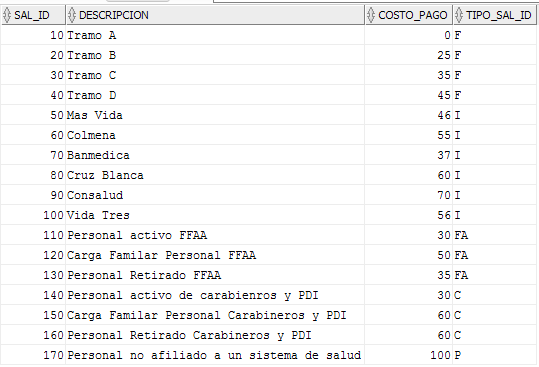 SAL_ID DESCRIPCION COSTO_PAGO TIPO_SAL_ID
10 Tramo A 0 F
20 Tramo B 25 F
30 Tramo C 35 F
40 Tramo D 45 F
50 Mas Vida 46 I
60 Colmena 55 I
70 Banmedica 37 I
80 Cruz Blanca 60 I
90 Consalud 70 I
100 Vida Tres 56 I
110 Personal activo FFAA 30 FA
120 Carga Familar Personal FFAA 50 FA
130 Personal Retirado FFAA 35 FA
140 Personal activo de carabienros y PDI 30 C
150 Carga Familar Personal Carabineros y PDI 60 C
160 Personal Retirado Carabineros y PDI 60 C
170 Personal no afiliado a un sistema de salud 100 P